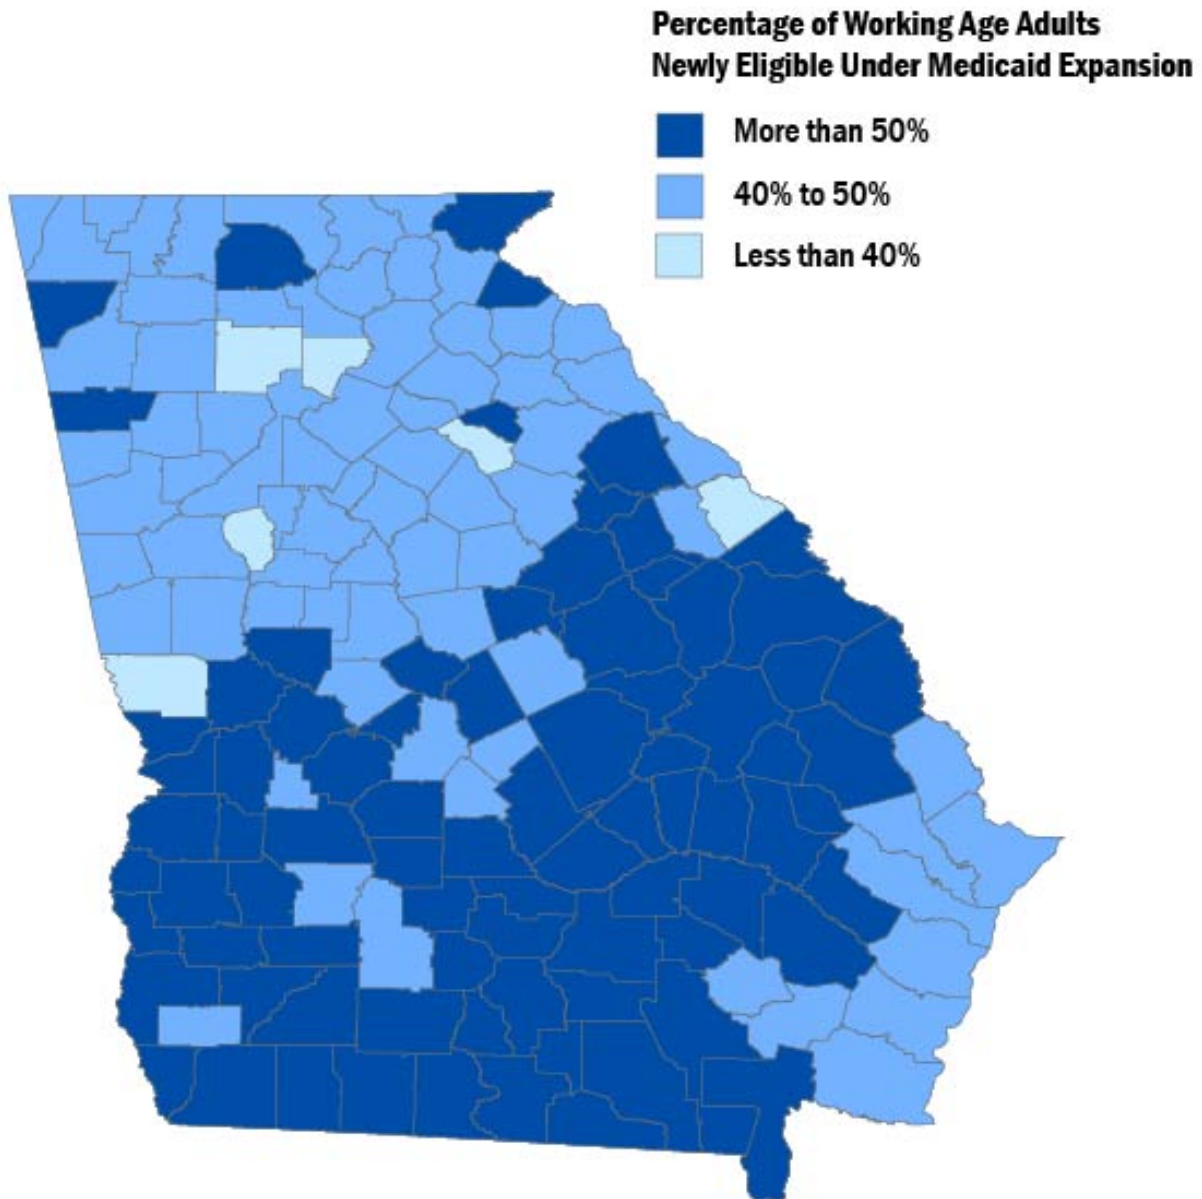 Percentage of Working Age Adults
Newly Eligible Under Medicaid Expansion
More than 50%
40% to 50%
Less than 40%